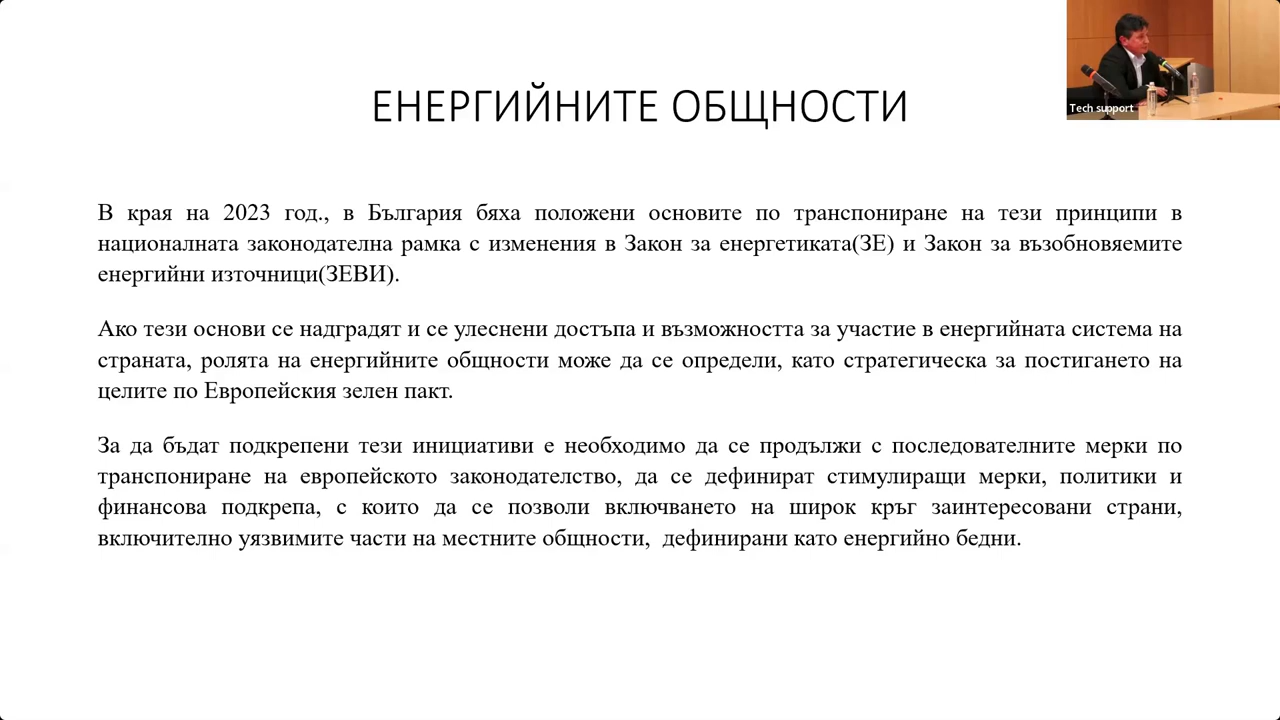 ЕНЕРГИЙНИТЕ ОБЩНОСТИ
Tech support
В края на 2023 год., в България бяха положени основите по транспониране на тези принципи в
националната законодателна рамка с изменения в Закон за енергетиката(ЗЕ) и Закон за възобновяемите
енергийни източници(ЗЕВИ).
Ако тези основи се надградят и се улеснени достъпа и възможността за участие в енергийната система на
страната, ролята на енергийните общности може да се определи, като стратегическа за постигането на
целите по Европейския зелен пакт.
За да бъдат подкрепени тези инициативи е необходимо да се продължи с последователните мерки по
транспониране на европейското законодателство, да се дефинират стимулиращи мерки, политики и
финансова подкрепа, с които да се позволи включването на широк кръг заинтересовани страни,
включително уязвимите части на местните общности,  дефинирани като енергийно бедни.